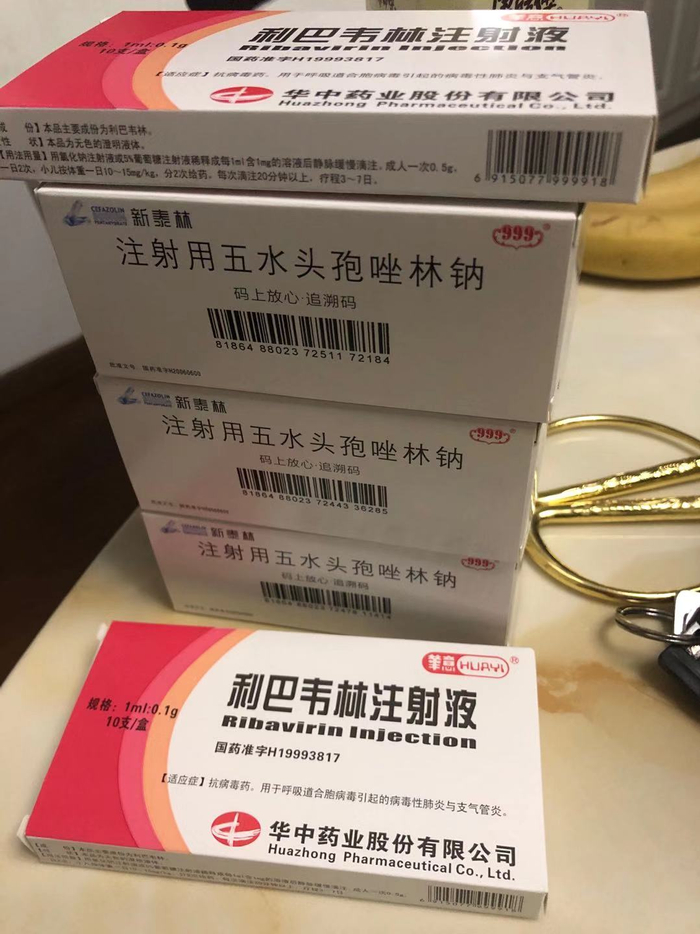 華意 HUAYI®
规格：1ml:0.1g
10支/盒
利巴韦林注射液
Ribavirin Injection
国药准字H19993817
【适应症】抗病毒药。用于呼吸道合胞病毒引起的病毒性肺炎与支气管炎。
华中药业股份有限公司
Huazhong Pharmaceutical Co., Ltd.
份】本品主要成份为利巴韦林。
状】本品为无色的澄明液体。
【用法用量】用氯化钠注射液或5%葡萄糖注射液稀释成每1ml含1mg的溶液后静脉缓慢滴注。成人一次0.5g，
一日2次，小儿按体重一日10～15mg/kg，分2次给药。每次滴注20分钟以上，疗程3～7日。
6 915077 999918
CEFAZOLIN
新泰林
999®
注射用五水头孢唑林钠
码上放心·追溯码
81864 88023 72511 72184
新泰林
999®
注射用五水头孢唑林钠
码上放心·追溯码
81864 88023 72443 36285
新泰林
999®
注射用五水头孢唑林钠
码上放心·追溯码
華意 HUAYI®
规格：1ml:0.1g
10支/盒
利巴韦林注射液
Ribavirin Injection
国药准字H19993817
【适应症】抗病毒药。用于呼吸道合胞病毒引起的病毒性肺炎与支气管炎。
华中药业股份有限公司
Huazhong Pharmaceutical Co., Ltd.